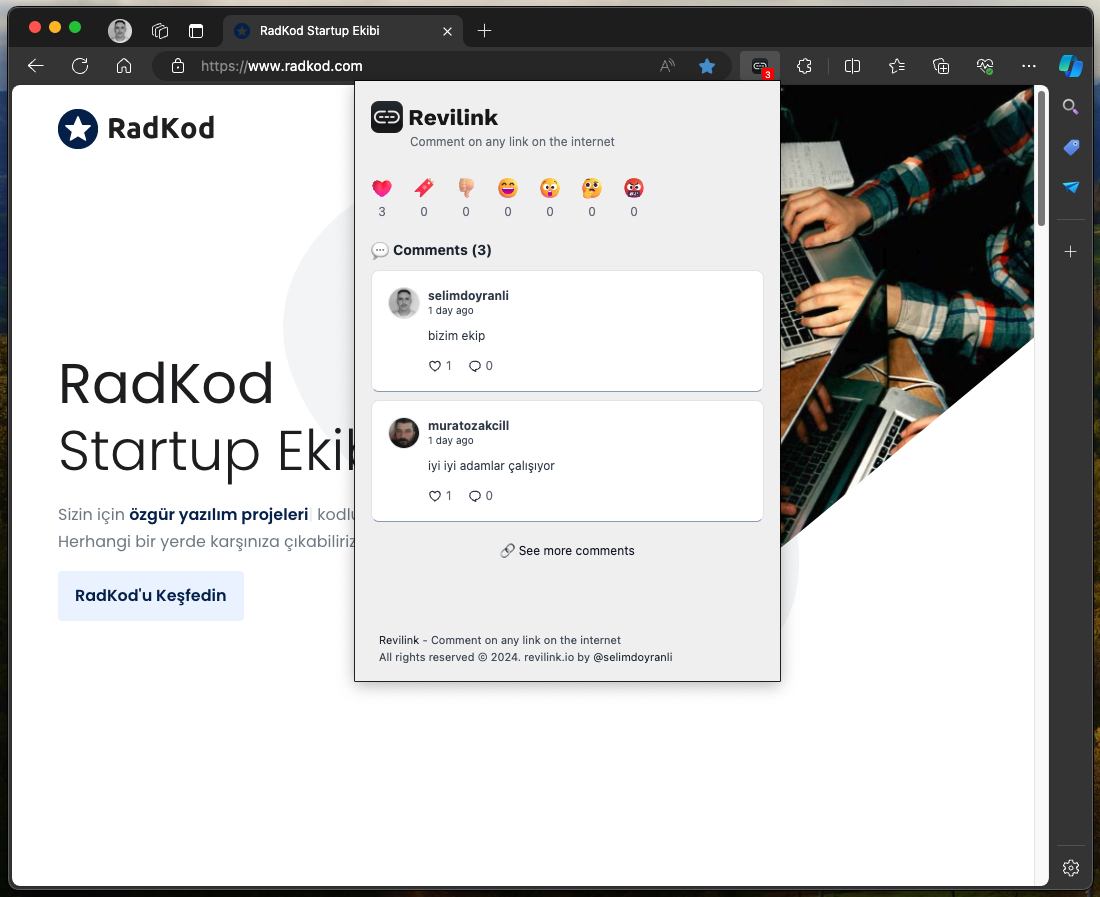 RadKod Startup Ekibi
https://www.radkod.com
3
RadKod
RadKod
Startup Ekib
Sizin için özgür yazılım projeleri kodlu
Herhangi bir yerde karşınıza çıkabiliriz
RadKod'u Keşfedin
Revilink
Comment on any link on the internet
3 0 0 0 0 0 0
Comments (3)
selimdoyranli
1 day ago
bizim ekip
1 0
muratozakcill
1 day ago
iyi iyi adamlar çalışıyor
1 0
See more comments
Revilink - Comment on any link on the internet
All rights reserved © 2024. revilink.io by @selimdoyranli